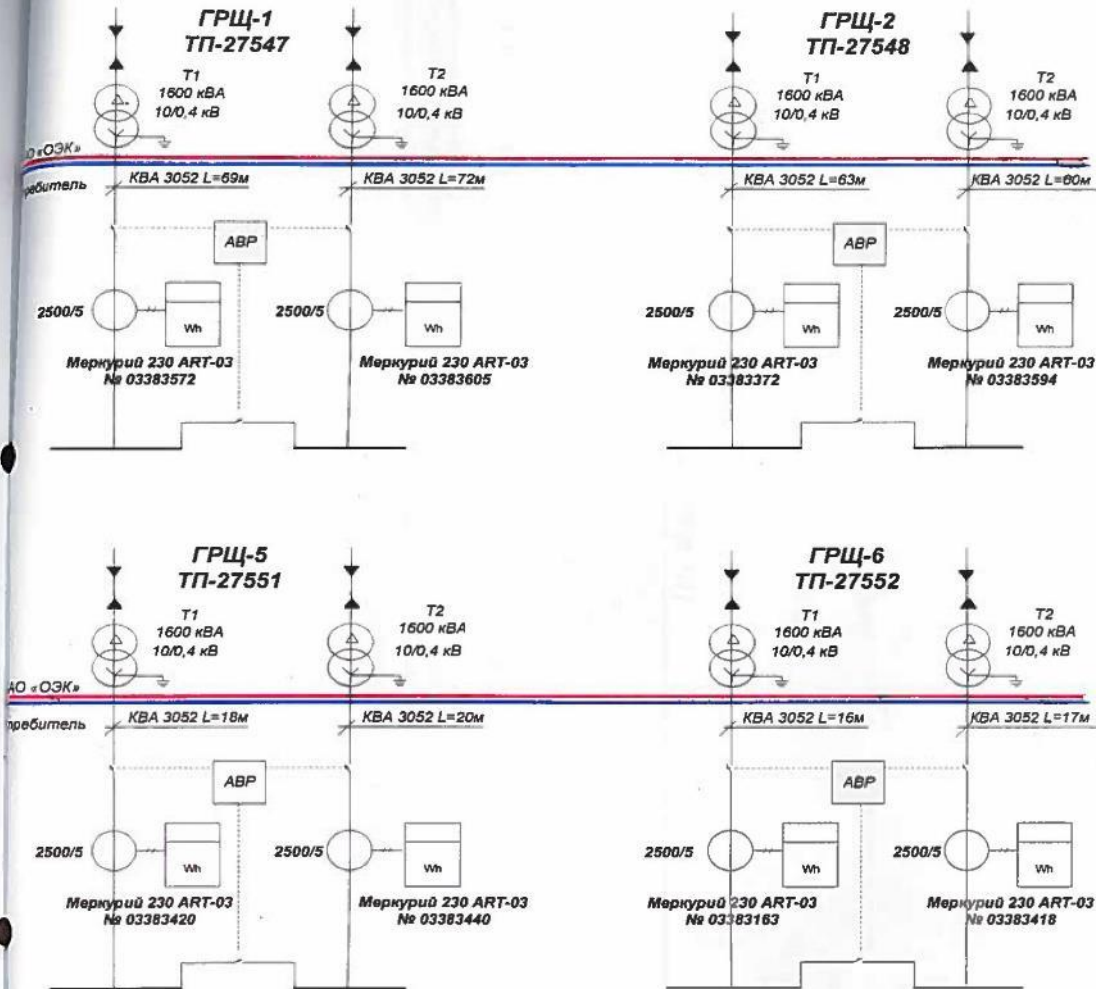 ГРЩ-1
ТП-27547
Т1
1600 кВА
10/0,4 кВ
Т2
1600 кВА
10/0,4 кВ
«ОЭК»
КВА 3052 L=69м
КВА 3052 L=72м
АВР
2500/5
Wh
2500/5
Wh
Меркурий 230 ART-03
№ 03383572
Меркурий 230 ART-03
№ 03383605
ГРЩ-2
ТП-27548
Т1
1600 кВА
10/0,4 кВ
Т2
1600 кВА
10/0,4 кВ
КВА 3052 L=63м
КВА 3052 L=60м
АВР
2500/5
Wh
2500/5
Wh
Меркурий 230 ART-03
№ 03383372
Меркурий 230 ART-03
№ 03383594
ГРЩ-5
ТП-27551
Т1
1600 кВА
10/0,4 кВ
Т2
1600 кВА
10/0,4 кВ
АО «ОЭК»
требитель
КВА 3052 L=18м
КВА 3052 L=20м
АВР
2500/5
Wh
2500/5
Wh
Меркурий 230 ART-03
№ 03383420
Меркурий 230 ART-03
№ 03383440
ГРЩ-6
ТП-27552
Т1
1600 кВА
10/0,4 кВ
Т2
1600 кВА
10/0,4 кВ
КВА 3052 L=16м
КВА 3052 L=17м
АВР
2500/5
Wh
2500/5
Wh
Меркурий 230 ART-03
№ 03383163
Меркурий 230 ART-03
№ 03383418